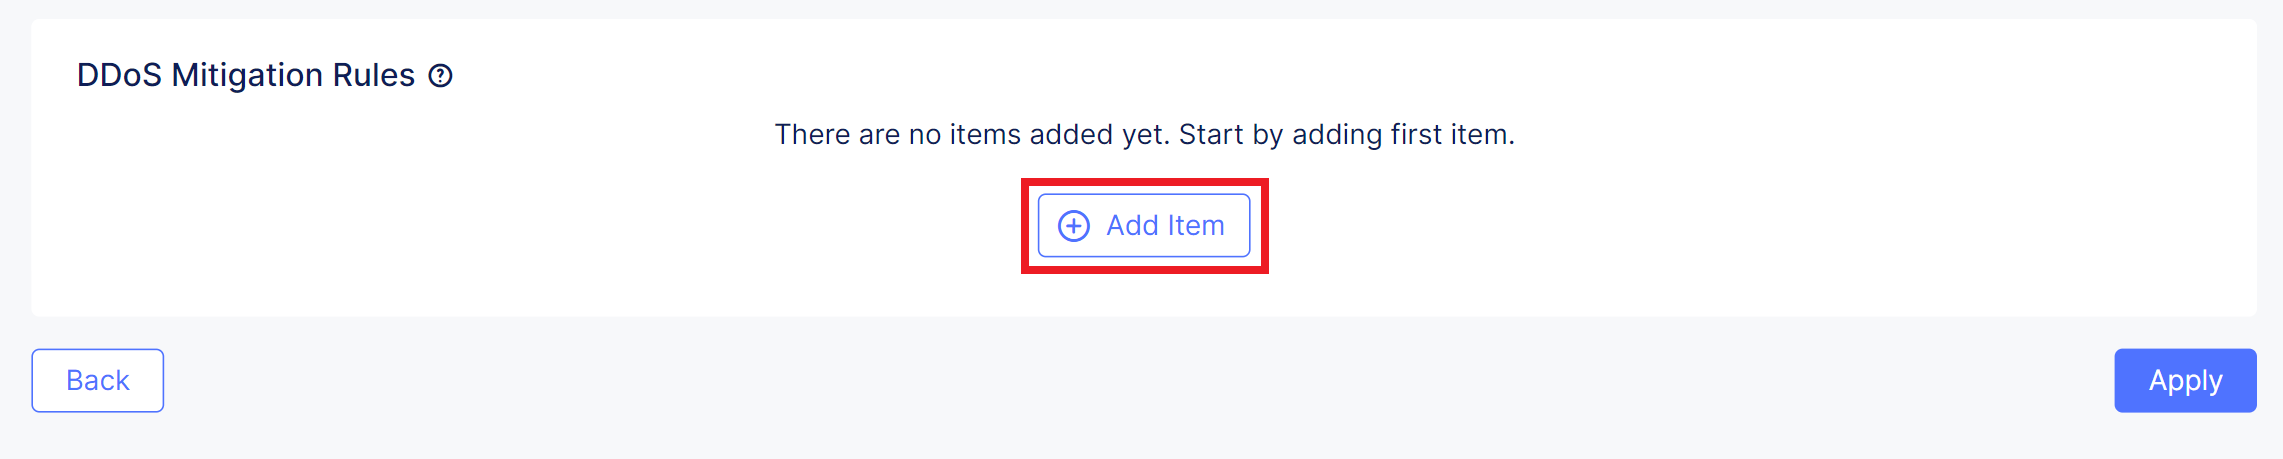 DDoS Mitigation Rules
There are no items added yet. Start by adding first item.
Add Item
Back
Apply